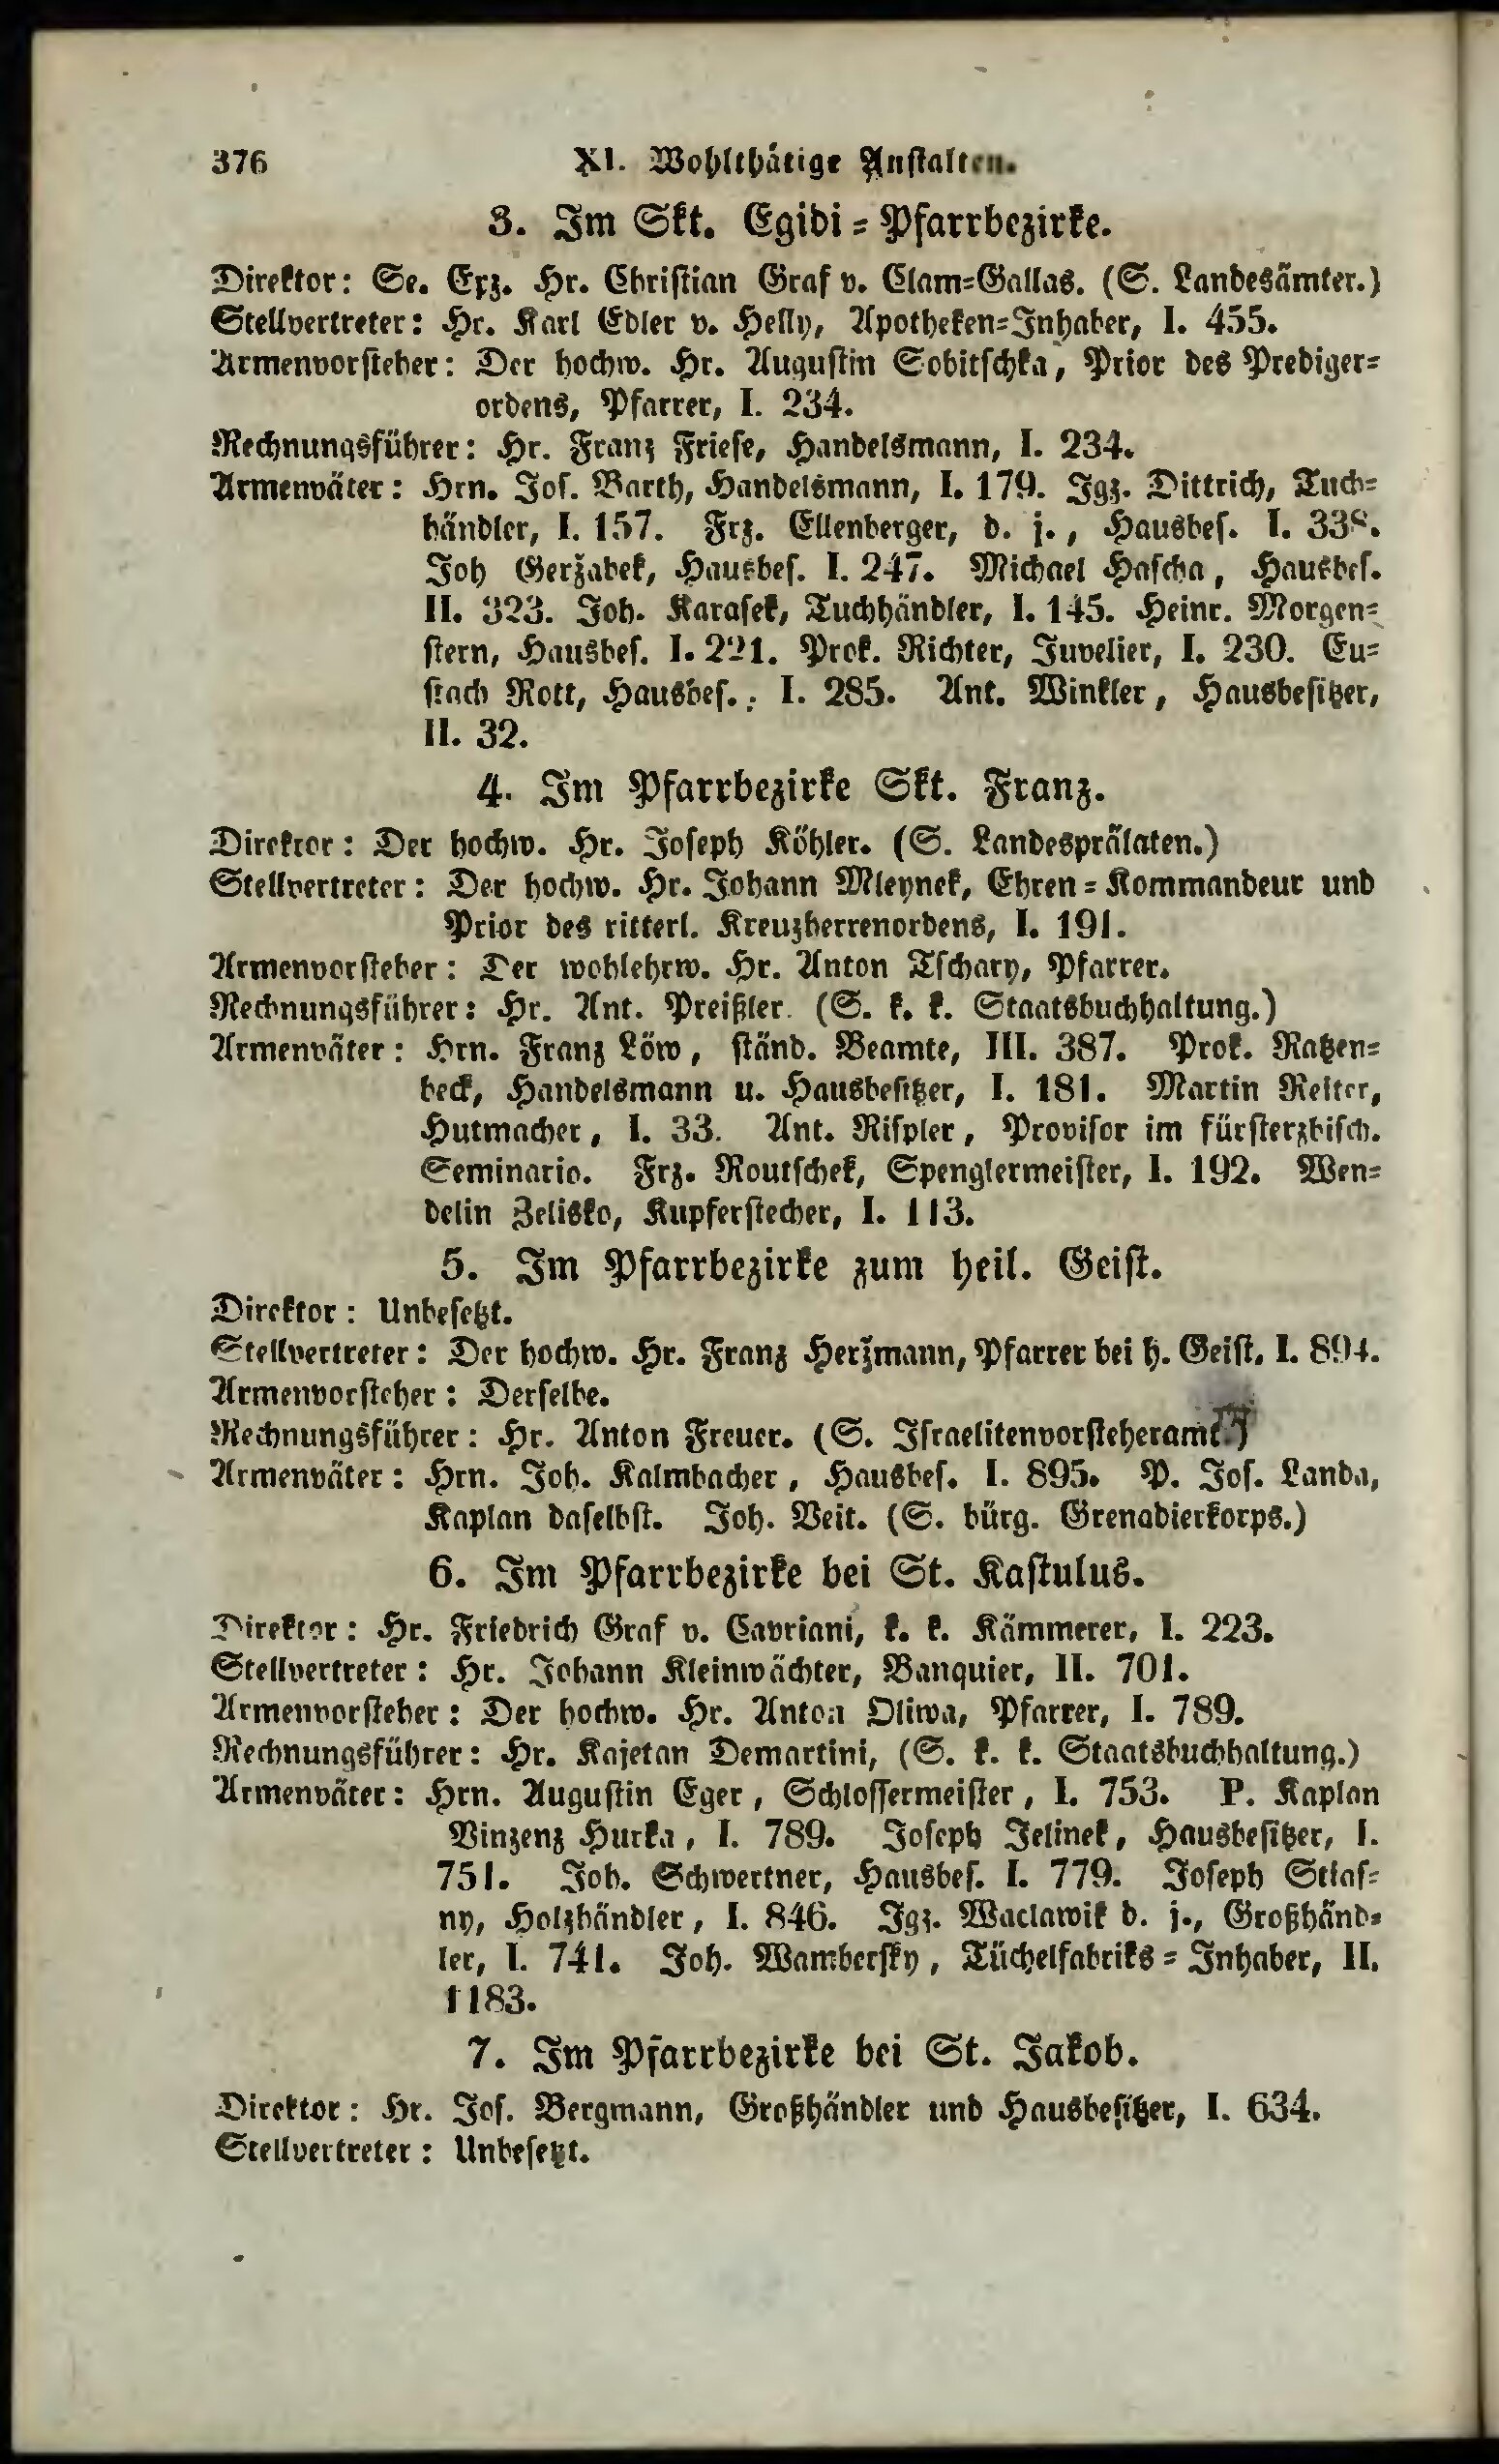 376 XI. Wohlthätige Anstalten.
3. Im Skt. Egidi-Pfarrbezirke.
Direktor: Se. Erz. Hr. Christian Graf v. Clam-Gallas. (S. Landesämter.)
Stellvertreter: Hr. Karl Edler v. Helly, Apotheken-Inhaber, I. 455.
Armenvorsteher: Der hochw. Hr. Augustin Sobitschka, Prior des Prediger-
ordens, Pfarrer, I. 234.
Rechnungsführer: Hr. Franz Friese, Handelsmann, I. 234.
Armenväter: Hrn. Jos. Barth, Handelsmann, I. 179. Igz. Dittrich, Tuch-
händler, I. 157. Frz. Ellenberger, d. j., Hausbes. I. 338.
Joh Geržabek, Hausbes. I. 247. Michael Hascha, Hausbes.
II. 323. Joh. Karasek, Tuchhändler, I. 145. Heinr. Morgen-
stern, Hausbes. I. 221. Prok. Richter, Juvelier, I. 230. Eu-
stach Rott, Hausbes., I. 285. Ant. Winkler, Hausbesitzer,
II. 32.
4. Im Pfarrbezirke Skt. Franz.
Direktor: Der hochw. Hr. Joseph Köhler. (S. Landesprälaten.)
Stellvertreter: Der hochw. Hr. Johann Mleynek, Ehren-Kommandeur und
Prior des ritterl. Kreuzherrenordens, I. 191.
Armenvorsteher: Der wohlehrw. Hr. Anton Tschary, Pfarrer.
Rechnungsführer: Hr. Ant. Preißler. (S. k. k. Staatsbuchhaltung.)
Armenväter: Hrn. Franz Löw, ständ. Beamte, III. 387. Prok. Ratzen-
beck, Handelsmann u. Hausbesitzer, I. 181. Martin Reiter,
Hutmacher, I. 33. Ant. Rispler, Provisor im fürsterzbisch.
Seminario. Frz. Routschek, Spenglermeister, I. 192. Wen-
delin Zelisko, Kupferstecher, I. 113.
5. Im Pfarrbezirke zum heil. Geist.
Direktor: Unbesetzt.
Stellvertreter: Der hochw. Hr. Franz Heržmann, Pfarrer bei h. Geist, I. 894.
Armenvorsteher: Derselbe.
Rechnungsführer: Hr. Anton Freuer. (S. Israelitenvorsteheramt.)
Armenväter: Hrn. Joh. Kalmbacher, Hausbes. I. 895. P. Jos. Landa,
Kaplan daselbst. Joh. Veit. (S. bürg. Grenadierkorps.)
6. Im Pfarrbezirke bei St. Kastulus.
Direktor: Hr. Friedrich Graf v. Cavriani, k. k. Kämmerer, I. 223.
Stellvertreter: Hr. Johann Kleinwächter, Banquier, II. 701.
Armenvorsteher: Der hochw. Hr. Anton Oliwa, Pfarrer, I. 789.
Rechnungsführer: Hr. Kajetan Demartini, (S. k. k. Staatsbuchhaltung.)
Armenväter: Hrn. Augustin Eger, Schlossermeister, I. 753. P. Kaplan
Vinzenz Hurka, I. 789. Joseph Jelinek, Hausbesitzer, I.
751. Joh. Schwertner, Hausbes. I. 779. Joseph Stias-
ny, Holzhändler, I. 846. Igz. Waclawik d. j., Großhänd-
ler, I. 741. Joh. Wambersky, Tüchelfabriks-Inhaber, II.
1183.
7. Im Pfarrbezirke bei St. Jakob.
Direktor: Hr. Jos. Bergmann, Großhändler und Hausbesitzer, I. 634.
Stellvertreter: Unbesetzt.